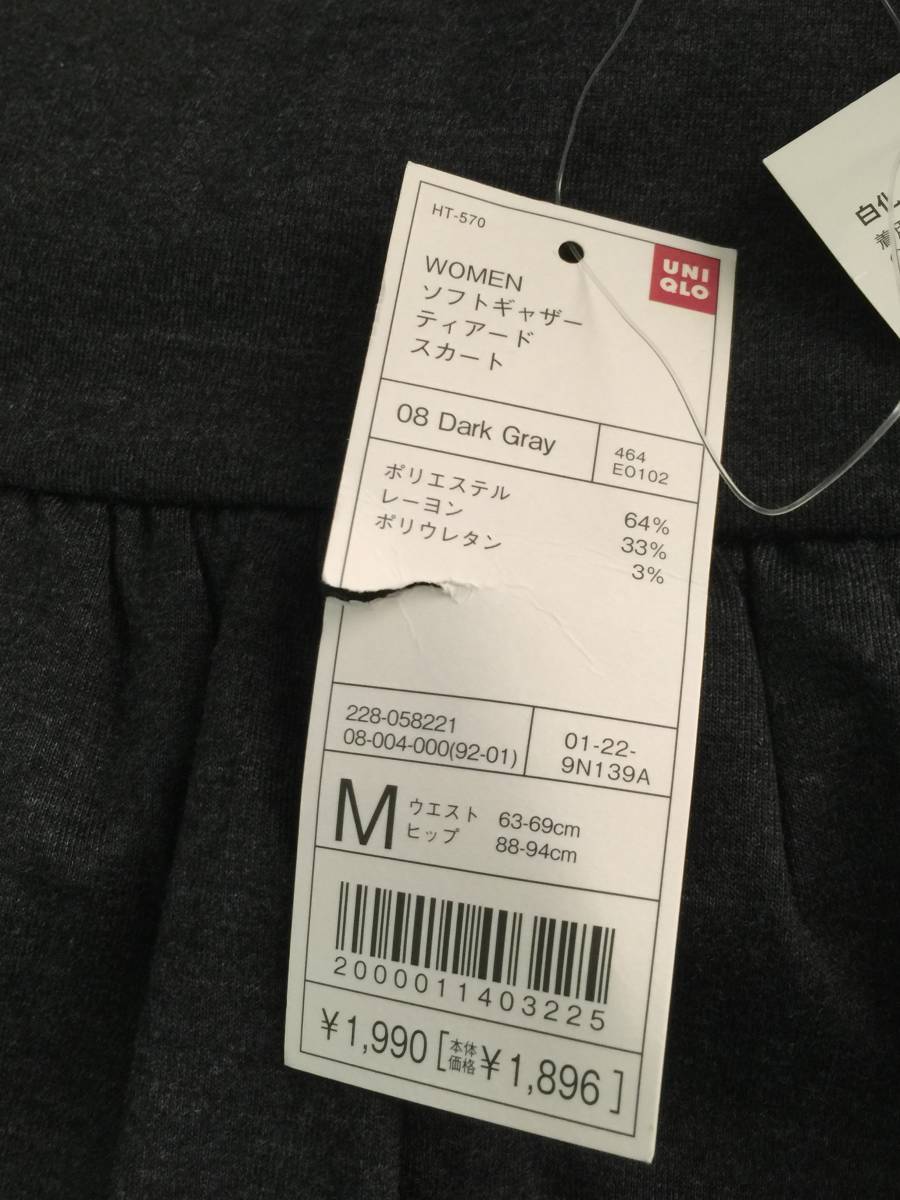 HT-570
UNI
QLO
WOMEN
ソフトギャザー
ティアード
スカート
08 Dark Gray
464
EO102
ポリエステル 64%
レーヨン 33%
ポリウレタン 3%
228-058221
08-004-000(92-01)
01-22-
9N139A
M
ウエスト 63-69cm
ヒップ 88-94cm
2000011403225
¥1,990 [本体価格 ¥1,896]